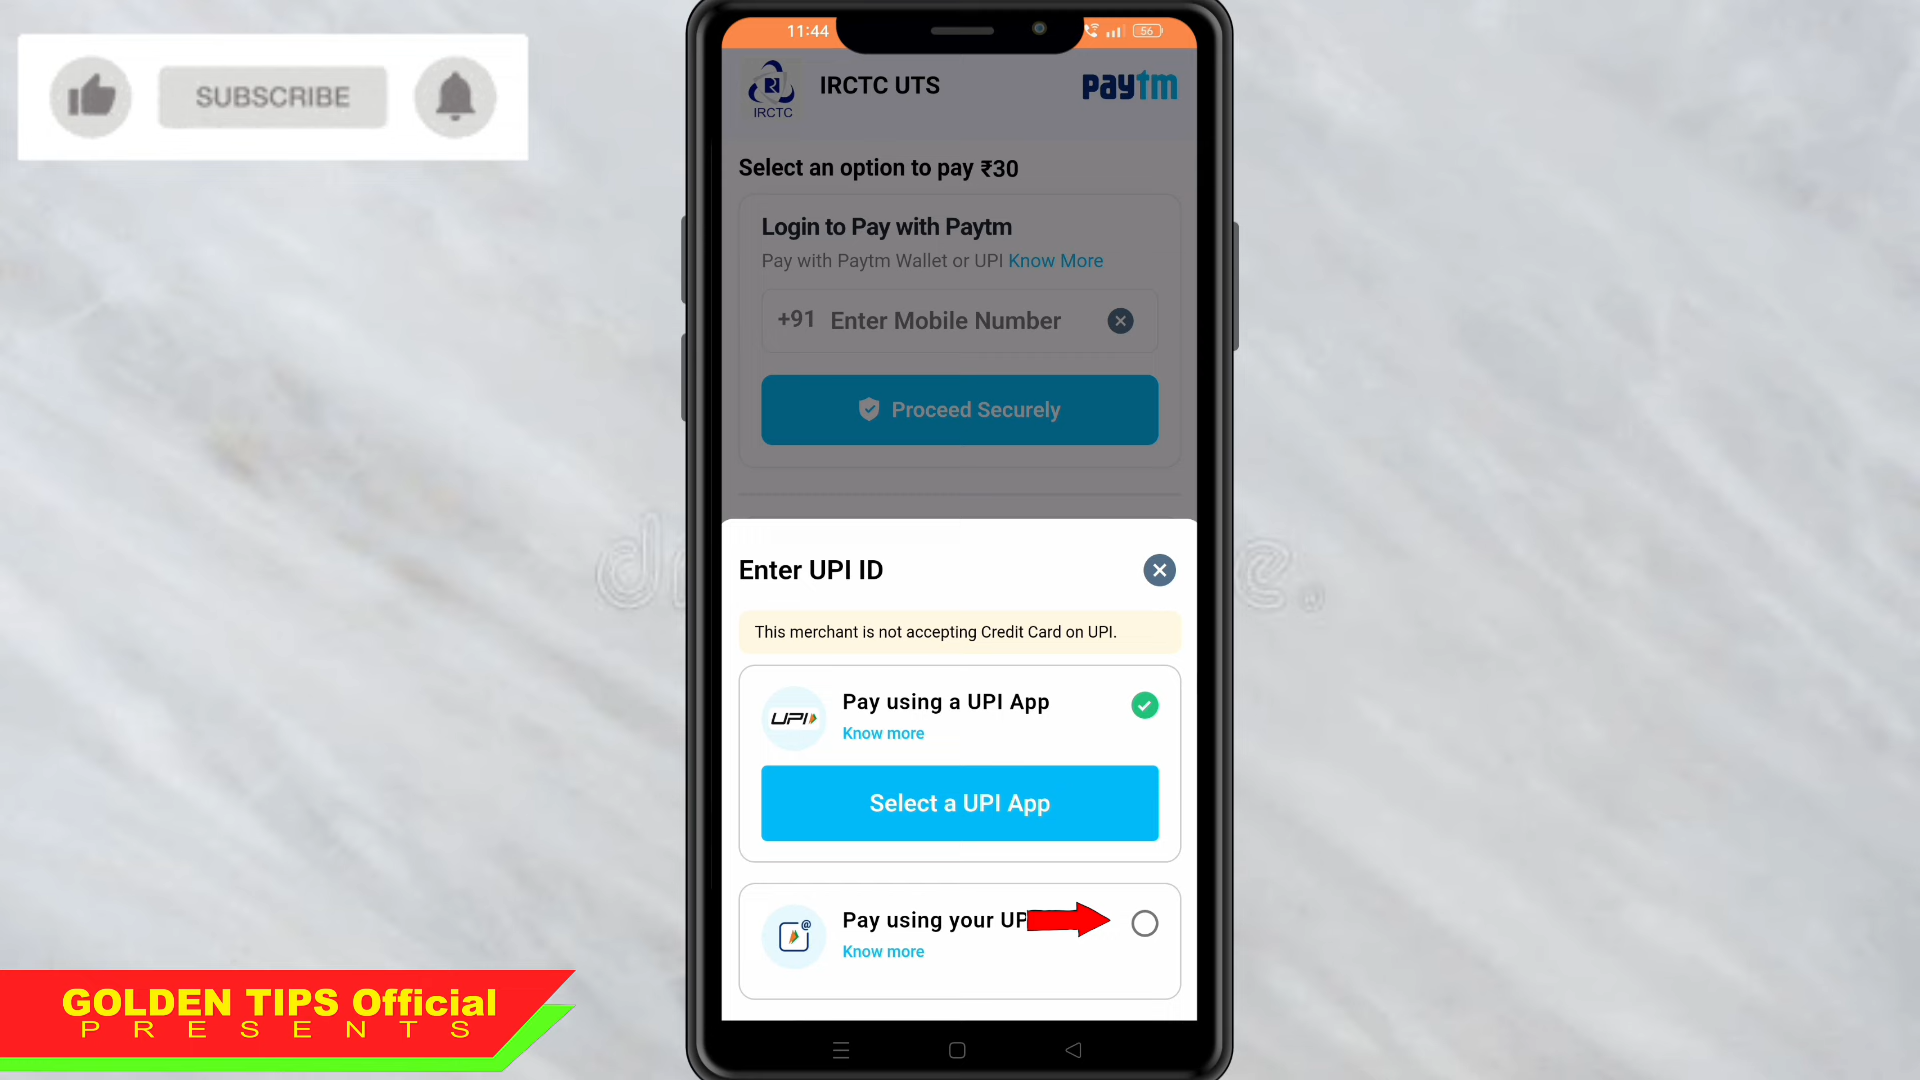 SUBSCRIBE
11:44
56
IRCTC
IRCTC UTS
paytm
Select an option to pay ₹30
Login to Pay with Paytm
Pay with Paytm Wallet or UPI Know More
+91 Enter Mobile Number
Proceed Securely
Enter UPI ID
This merchant is not accepting Credit Card on UPI.
UPI
Pay using a UPI App
Know more
Select a UPI App
@
Pay using your UP
Know more
GOLDEN TIPS Official
PRESENTS